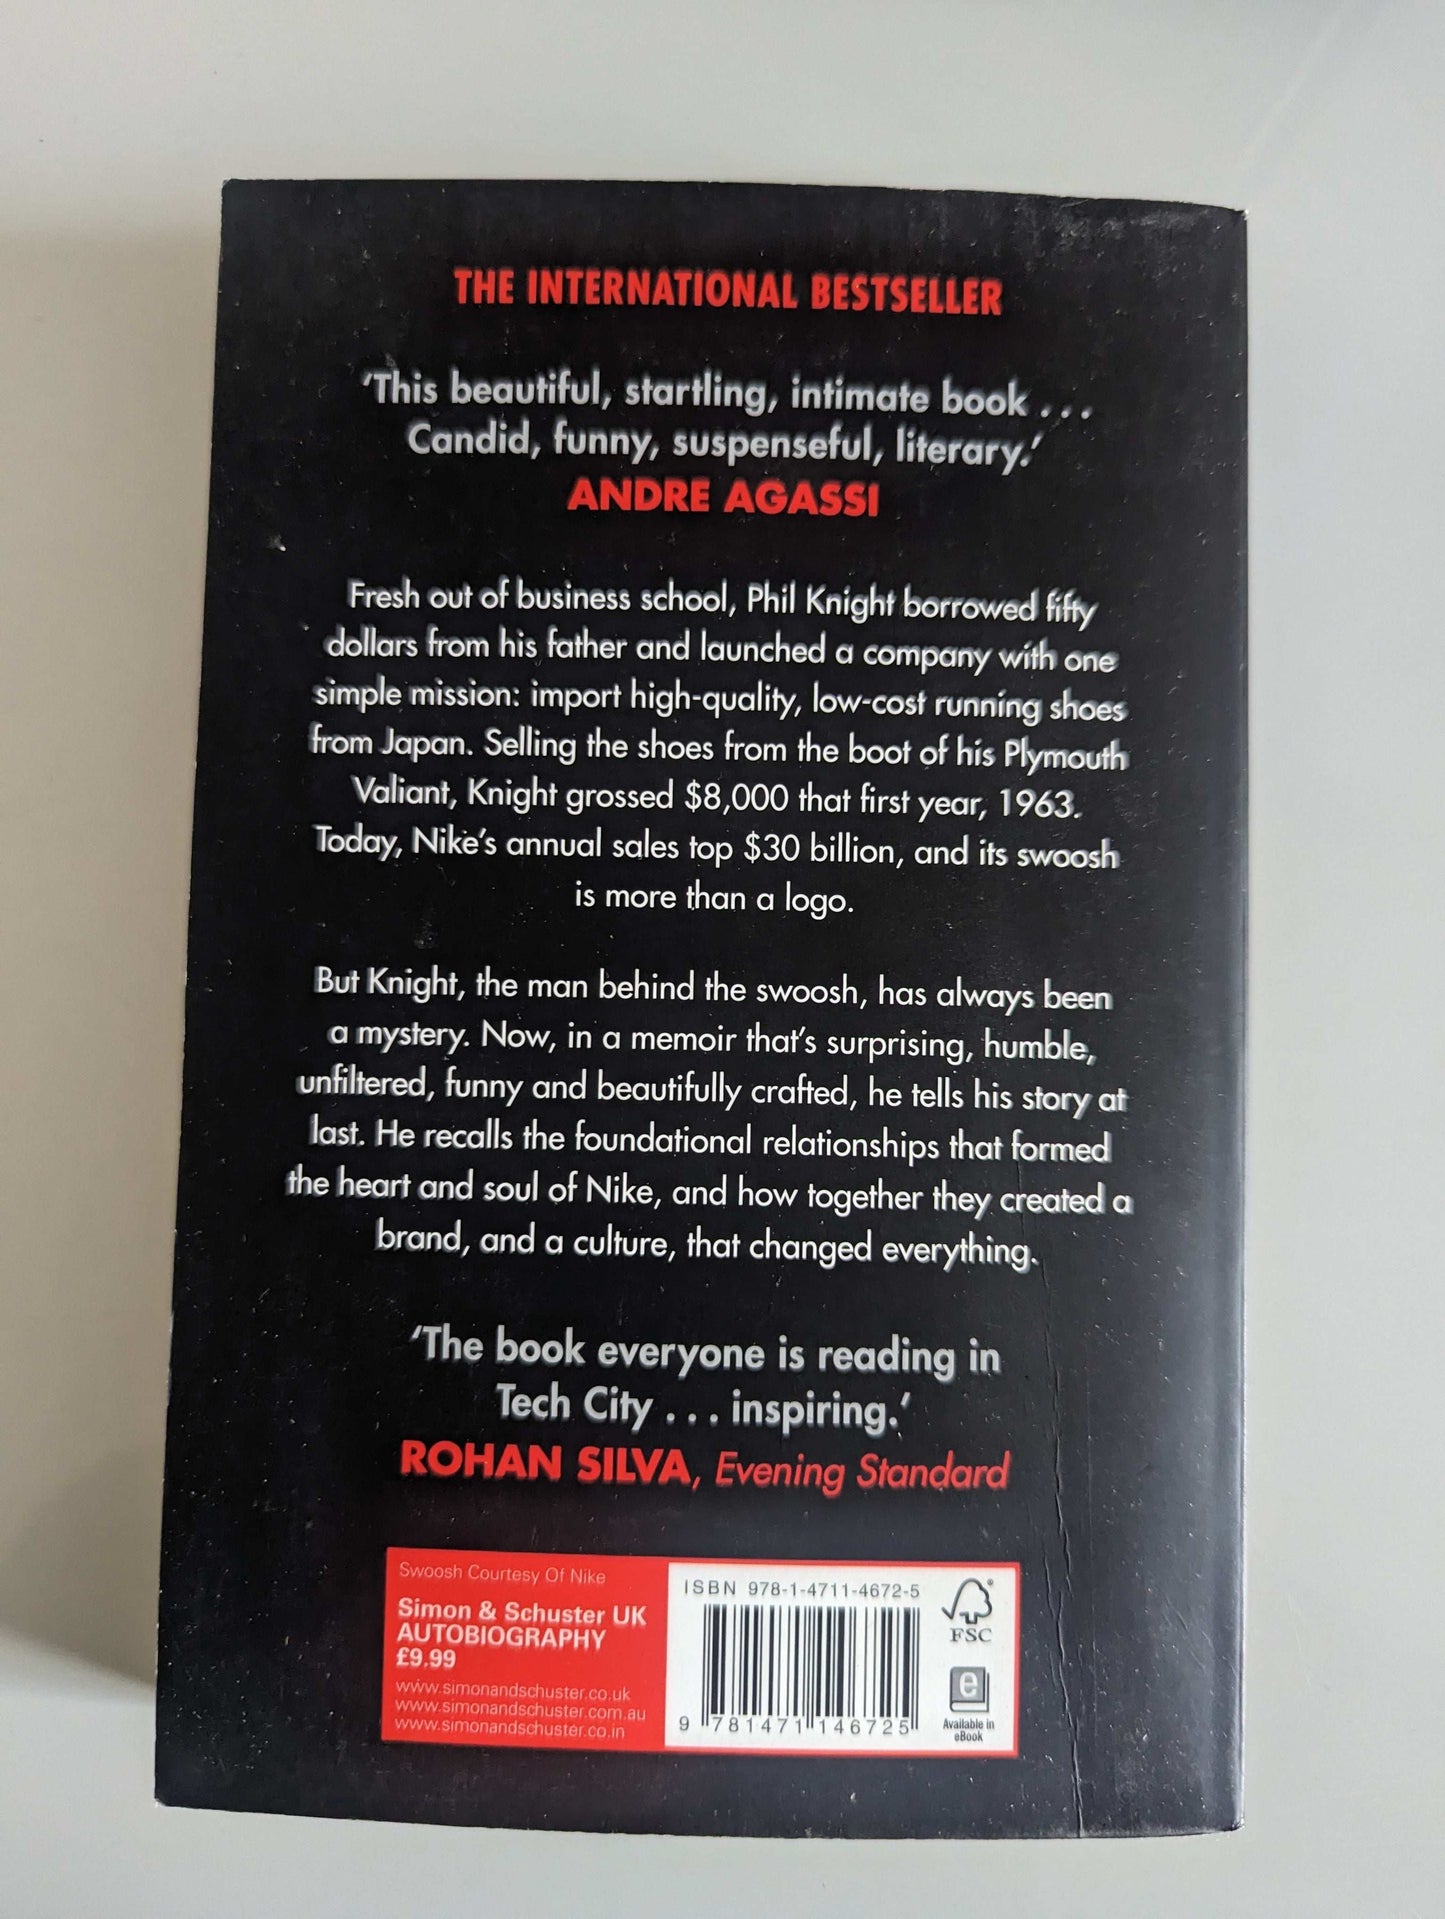 THE INTERNATIONAL BESTSELLER
‘This beautiful, startling, intimate book . . .
Candid, funny, suspenseful, literary.’
ANDRE AGASSI
Fresh out of business school, Phil Knight borrowed fifty
dollars from his father and launched a company with one
simple mission: import high-quality, low-cost running shoes
from Japan. Selling the shoes from the boot of his Plymouth
Valiant, Knight grossed $8,000 that first year, 1963.
Today, Nike’s annual sales top $30 billion, and its swoosh
is more than a logo.
But Knight, the man behind the swoosh, has always been
a mystery. Now, in a memoir that’s surprising, humble,
unfiltered, funny and beautifully crafted, he tells his story at
last. He recalls the foundational relationships that formed
the heart and soul of Nike, and how together they created a
brand, and a culture, that changed everything.
‘The book everyone is reading in
Tech City . . . inspiring.’
ROHAN SILVA, Evening Standard
Swoosh Courtesy Of Nike
Simon & Schuster UK
AUTOBIOGRAPHY
£9.99
www.simonandschuster.co.uk
www.simonandschuster.com.au
www.simonandschuster.co.in
ISBN 978-1-4711-4672-5
9 781471 146725
FSC
e
Available in
eBook